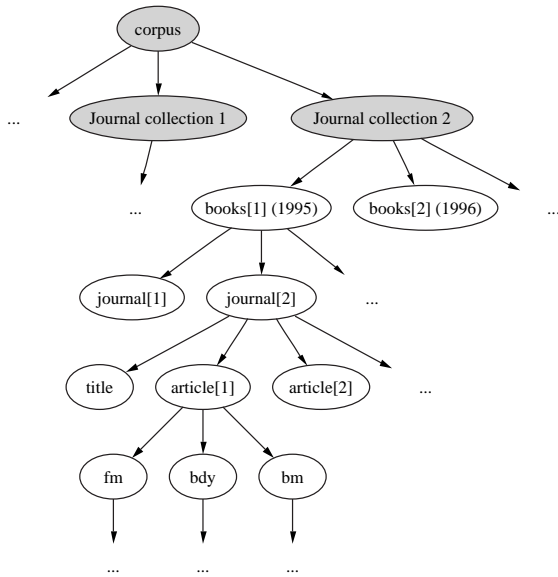 corpus
...
Journal collection 1
Journal collection 2
...
books[1] (1995)
books[2] (1996)
...
journal[1]
journal[2]
...
title
article[1]
article[2]
...
fm
bdy
bm
...
...
...